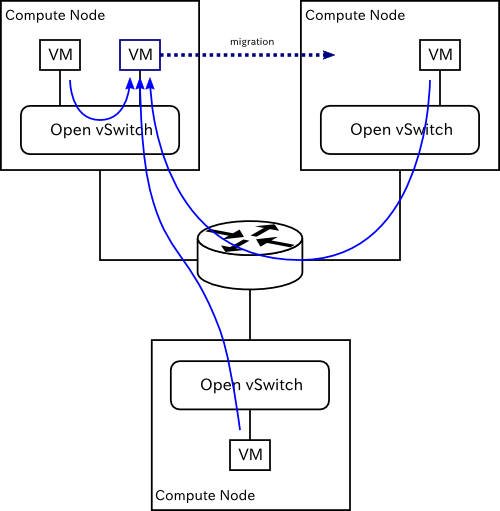 Compute Node
VM
VM
migration
Open vSwitch
Compute Node
VM
Open vSwitch
Open vSwitch
VM
Compute Node